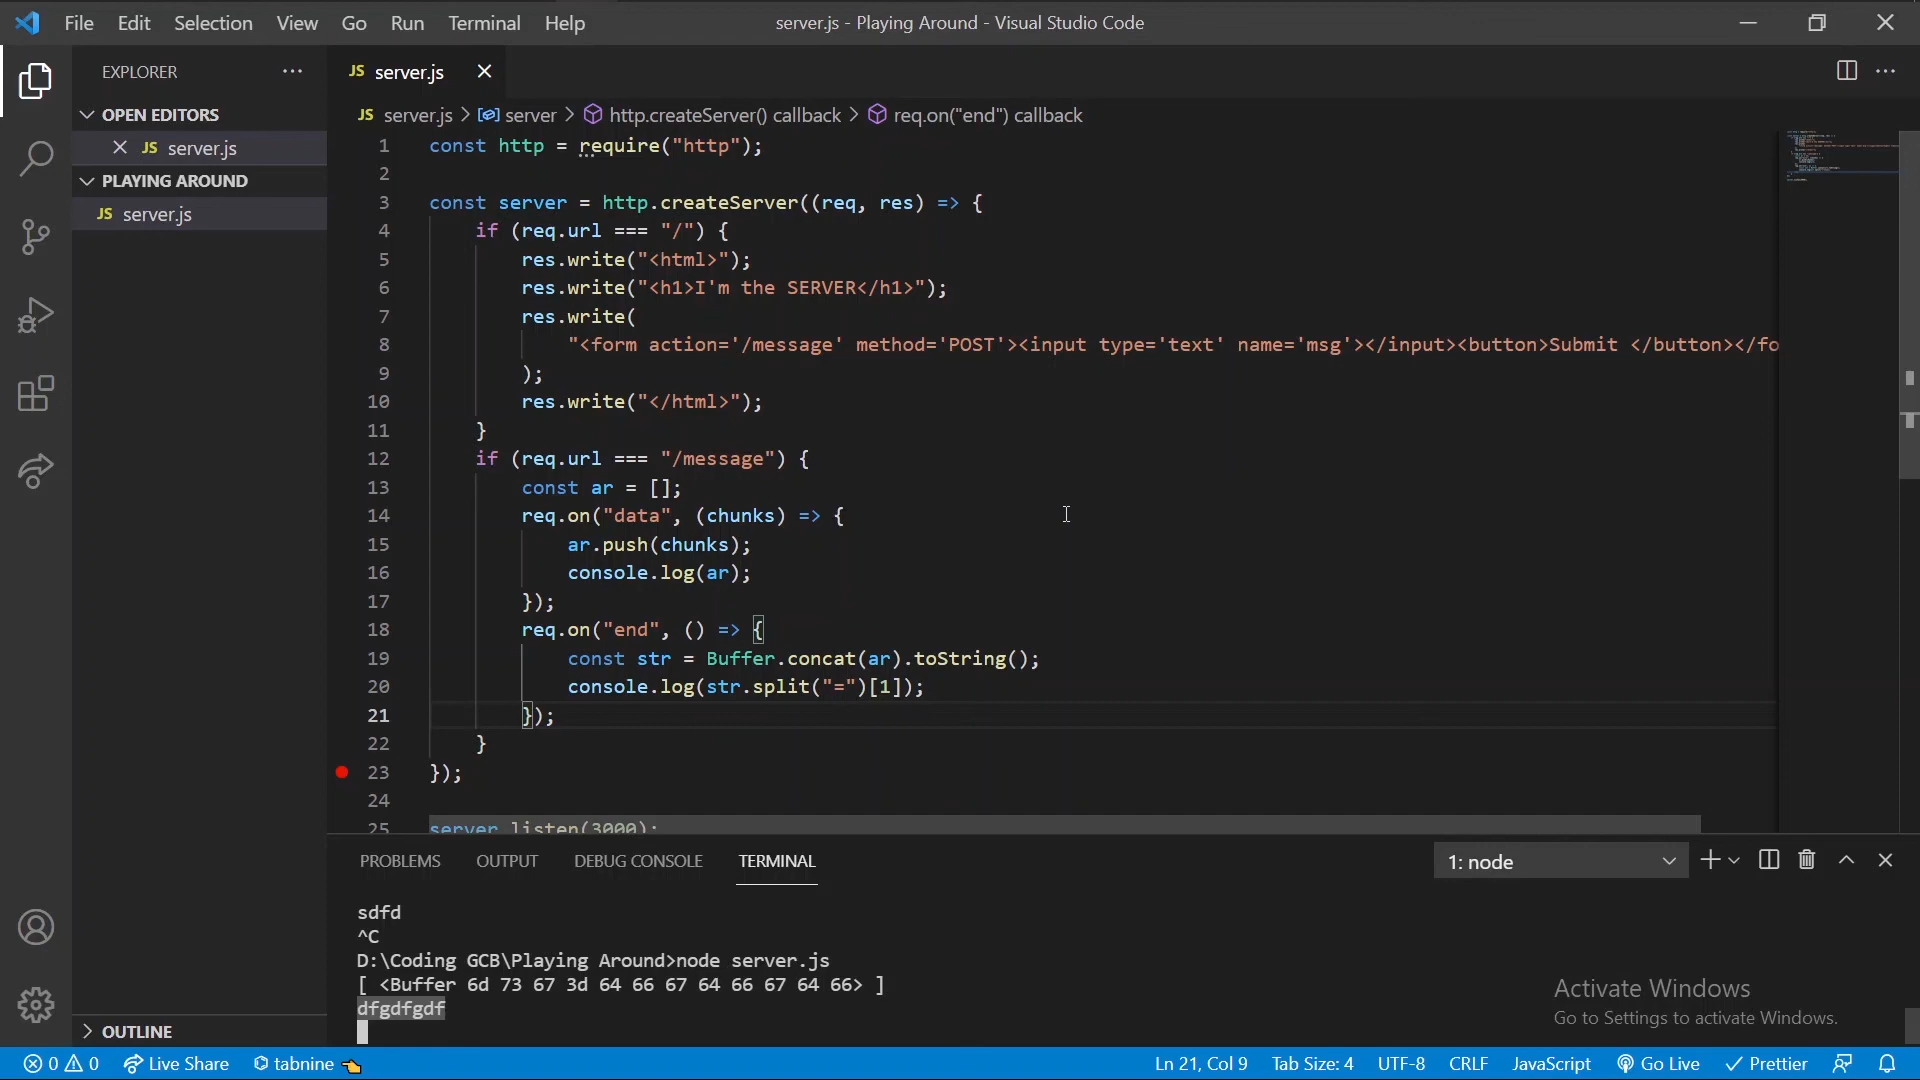 File Edit Selection View Go Run Terminal Help
server.js - Playing Around - Visual Studio Code
EXPLORER
OPEN EDITORS
JS server.js
PLAYING AROUND
JS server.js
OUTLINE
JS server.js
JS server.js > server > http.createServer() callback > req.on("end") callback
1 const http = require("http");
2
3 const server = http.createServer((req, res) => {
4 if (req.url === "/") {
5 res.write("<html>");
6 res.write("<h1>I'm the SERVER</h1>");
7 res.write(
8 "<form action='/message' method='POST'><input type='text' name='msg'></input><button>Submit </button></fo
9 );
10 res.write("</html>");
11 }
12 if (req.url === "/message") {
13 const ar = [];
14 req.on("data", (chunks) => {
15 ar.push(chunks);
16 console.log(ar);
17 });
18 req.on("end", () => {
19 const str = Buffer.concat(ar).toString();
20 console.log(str.split("=")[1]);
21 });
22 }
23 });
24
25 server.listen(3000);
PROBLEMS OUTPUT DEBUG CONSOLE TERMINAL
1: node
sdfd
^C
D:\Coding GCB\Playing Around>node server.js
[ <Buffer 6d 73 67 3d 64 66 67 64 66 67 64 66> ]
dfgdfgdf
Activate Windows
Go to Settings to activate Windows.
0 0 Live Share tabnine Ln 21, Col 9 Tab Size: 4 UTF-8 CRLF JavaScript Go Live Prettier